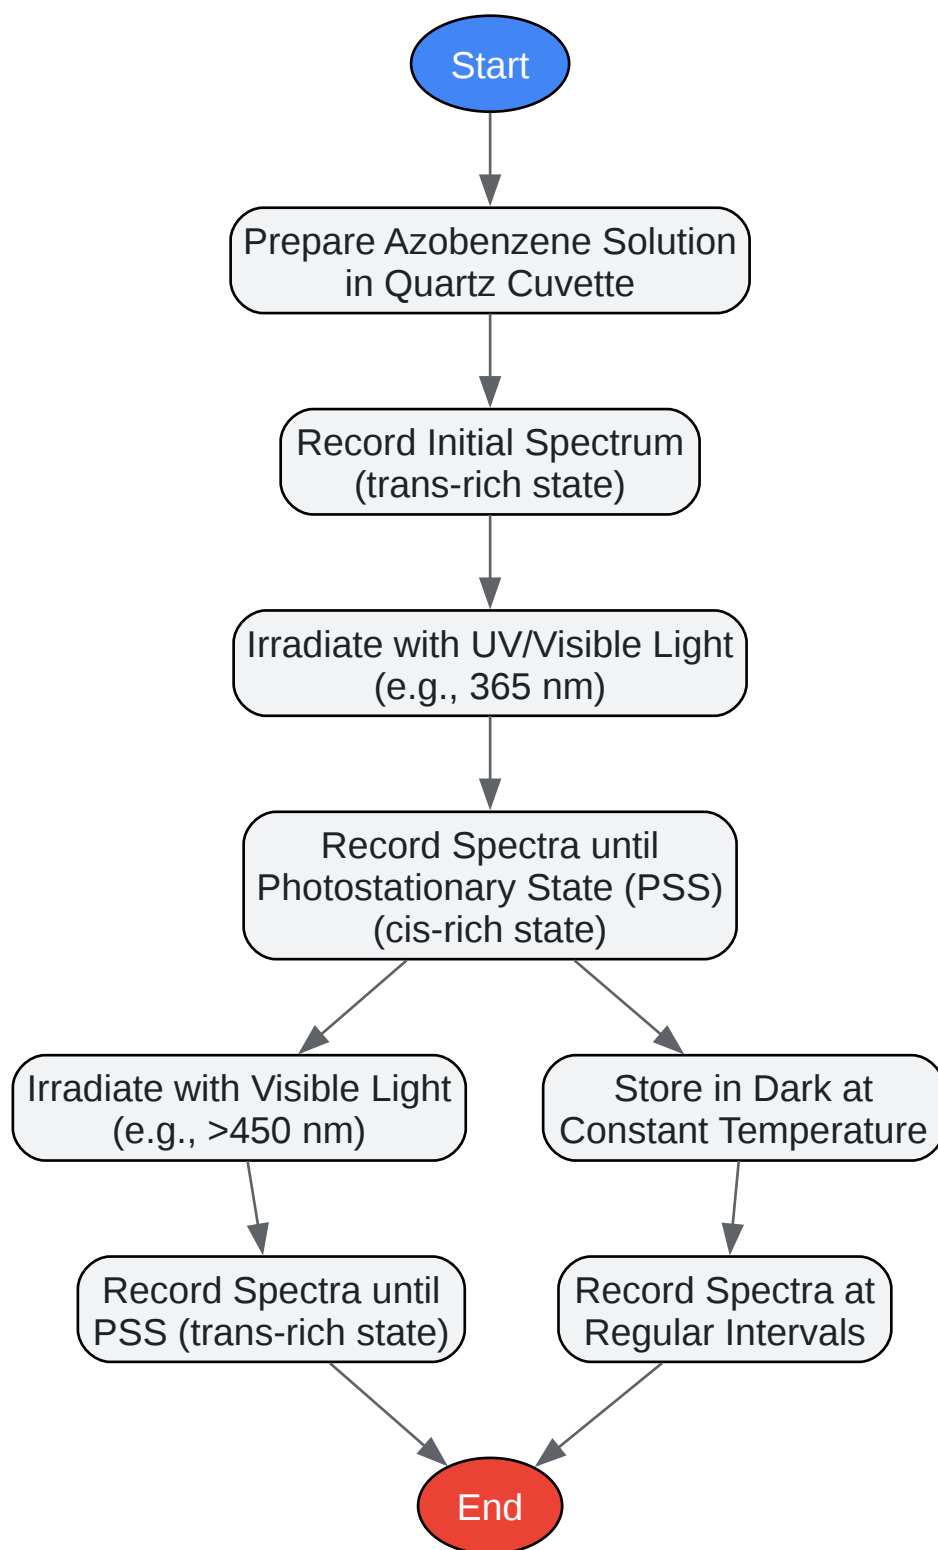 Start
Prepare Azobenzene Solution
in Quartz Cuvette
Record Initial Spectrum
(trans-rich state)
Irradiate with UV/Visible Light
(e.g., 365 nm)
Record Spectra until
Photostationary State (PSS)
(cis-rich state)
Irradiate with Visible Light
(e.g., >450 nm)
Store in Dark at
Constant Temperature
Record Spectra until
PSS (trans-rich state)
Record Spectra at
Regular Intervals
End